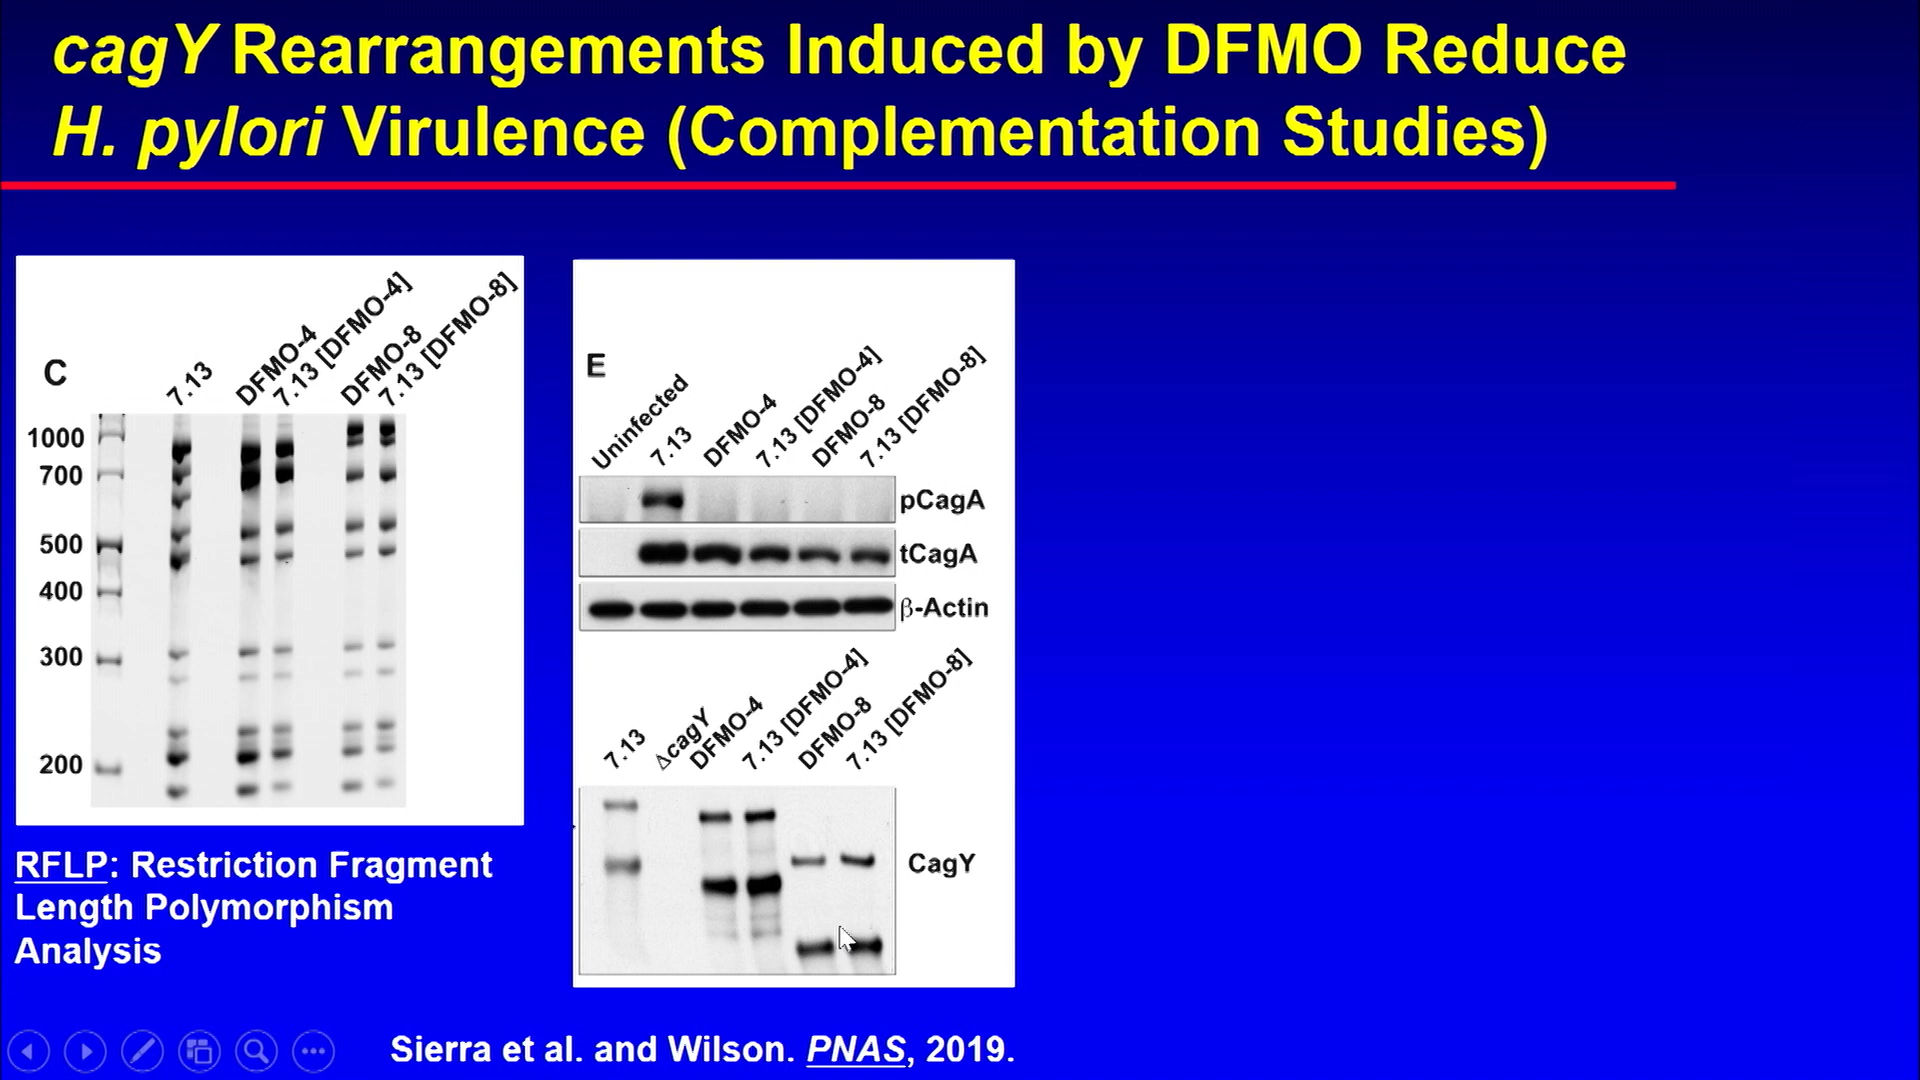 cagY Rearrangements Induced by DFMO Reduce
H. pylori Virulence (Complementation Studies)
C
7.13
DFMO-4
7.13 [DFMO-4]
DFMO-8
7.13 [DFMO-8]
1000
700
500
400
300
200
RFLP: Restriction Fragment
Length Polymorphism
Analysis
E
Uninfected
7.13
DFMO-4
7.13 [DFMO-4]
DFMO-8
7.13 [DFMO-8]
pCagA
tCagA
β-Actin
7.13
ΔcagY
DFMO-4
7.13 [DFMO-4]
DFMO-8
7.13 [DFMO-8]
CagY
Sierra et al. and Wilson. PNAS, 2019.